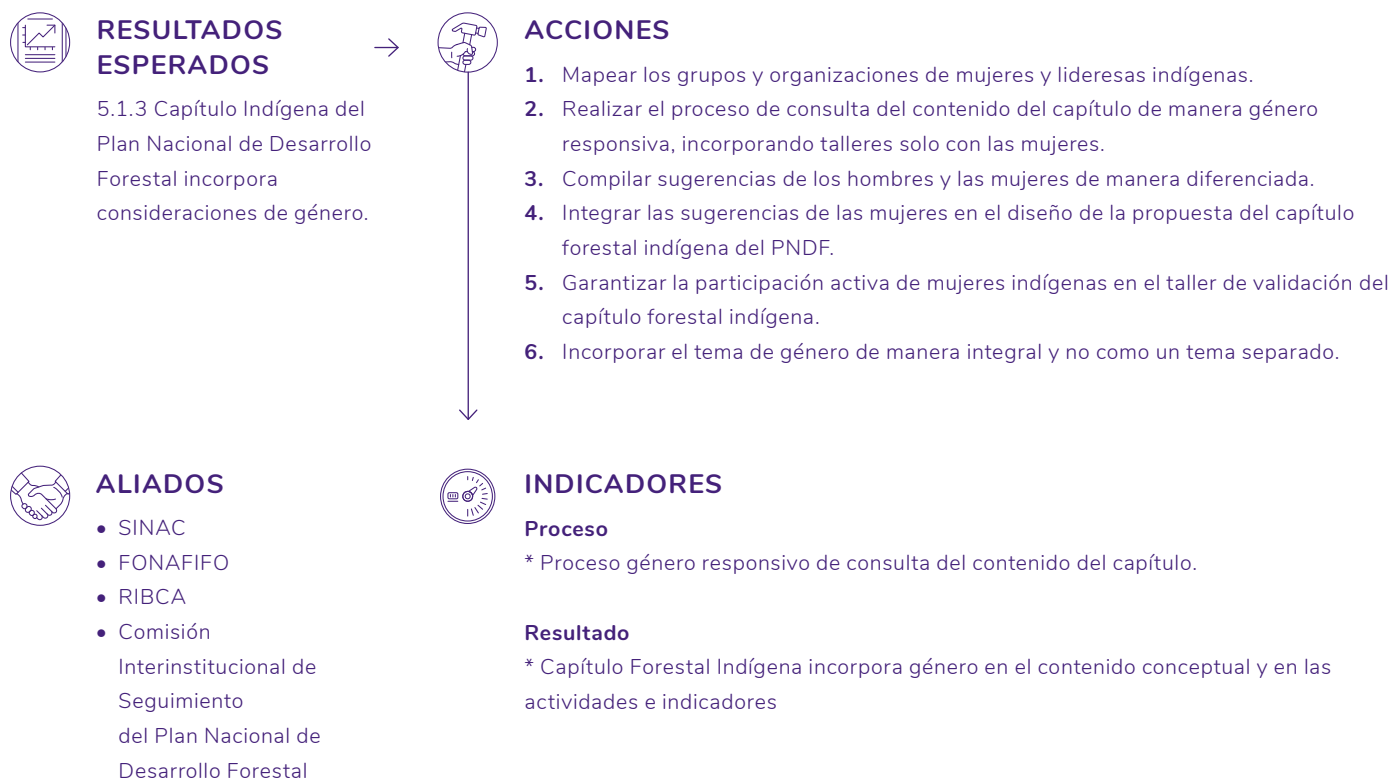 RESULTADOS
ESPERADOS
5.1.3 Capítulo Indígena del
Plan Nacional de Desarrollo
Forestal incorpora
consideraciones de género.
ACCIONES
1. Mapear los grupos y organizaciones de mujeres y lideresas indígenas.
2. Realizar el proceso de consulta del contenido del capítulo de manera género
responsiva, incorporando talleres solo con las mujeres.
3. Compilar sugerencias de los hombres y las mujeres de manera diferenciada.
4. Integrar las sugerencias de las mujeres en el diseño de la propuesta del capítulo
forestal indígena del PNDF.
5. Garantizar la participación activa de mujeres indígenas en el taller de validación del
capítulo forestal indígena.
6. Incorporar el tema de género de manera integral y no como un tema separado.
ALIADOS
• SINAC
• FONAFIFO
• RIBCA
• Comisión
Interinstitucional de
Seguimiento
del Plan Nacional de
Desarrollo Forestal
INDICADORES
Proceso
* Proceso género responsivo de consulta del contenido del capítulo.
Resultado
* Capítulo Forestal Indígena incorpora género en el contenido conceptual y en las
actividades e indicadores